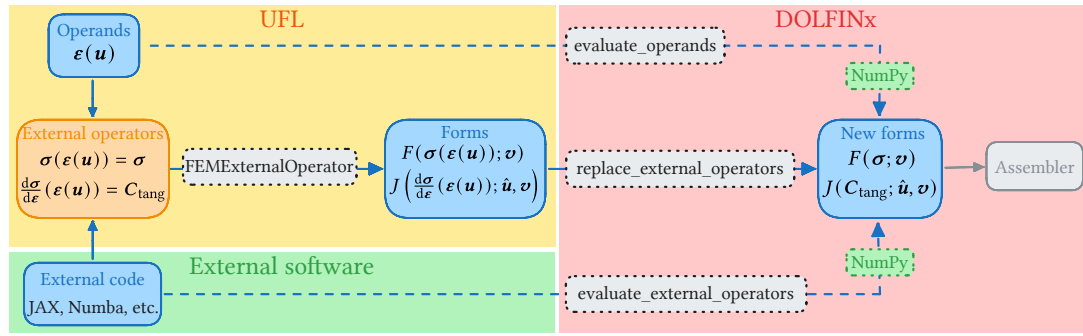 UFL
DOLFINx
Operands
𝜺(𝒖)
evaluate_operands
NumPy
External operators
𝝈(𝜺(𝒖)) = 𝝈
d𝝈/d𝜺(𝜺(𝒖)) = C_tang
FEMExternalOperator
Forms
F(𝝈(𝜺(𝒖)); 𝒗)
J(d𝝈/d𝜺(𝜺(𝒖)); 𝒖̂, 𝒗)
replace_external_operators
New forms
F(𝝈; 𝒗)
J(C_tang; 𝒖̂, 𝒗)
Assembler
External software
NumPy
External code
JAX, Numba, etc.
evaluate_external_operators